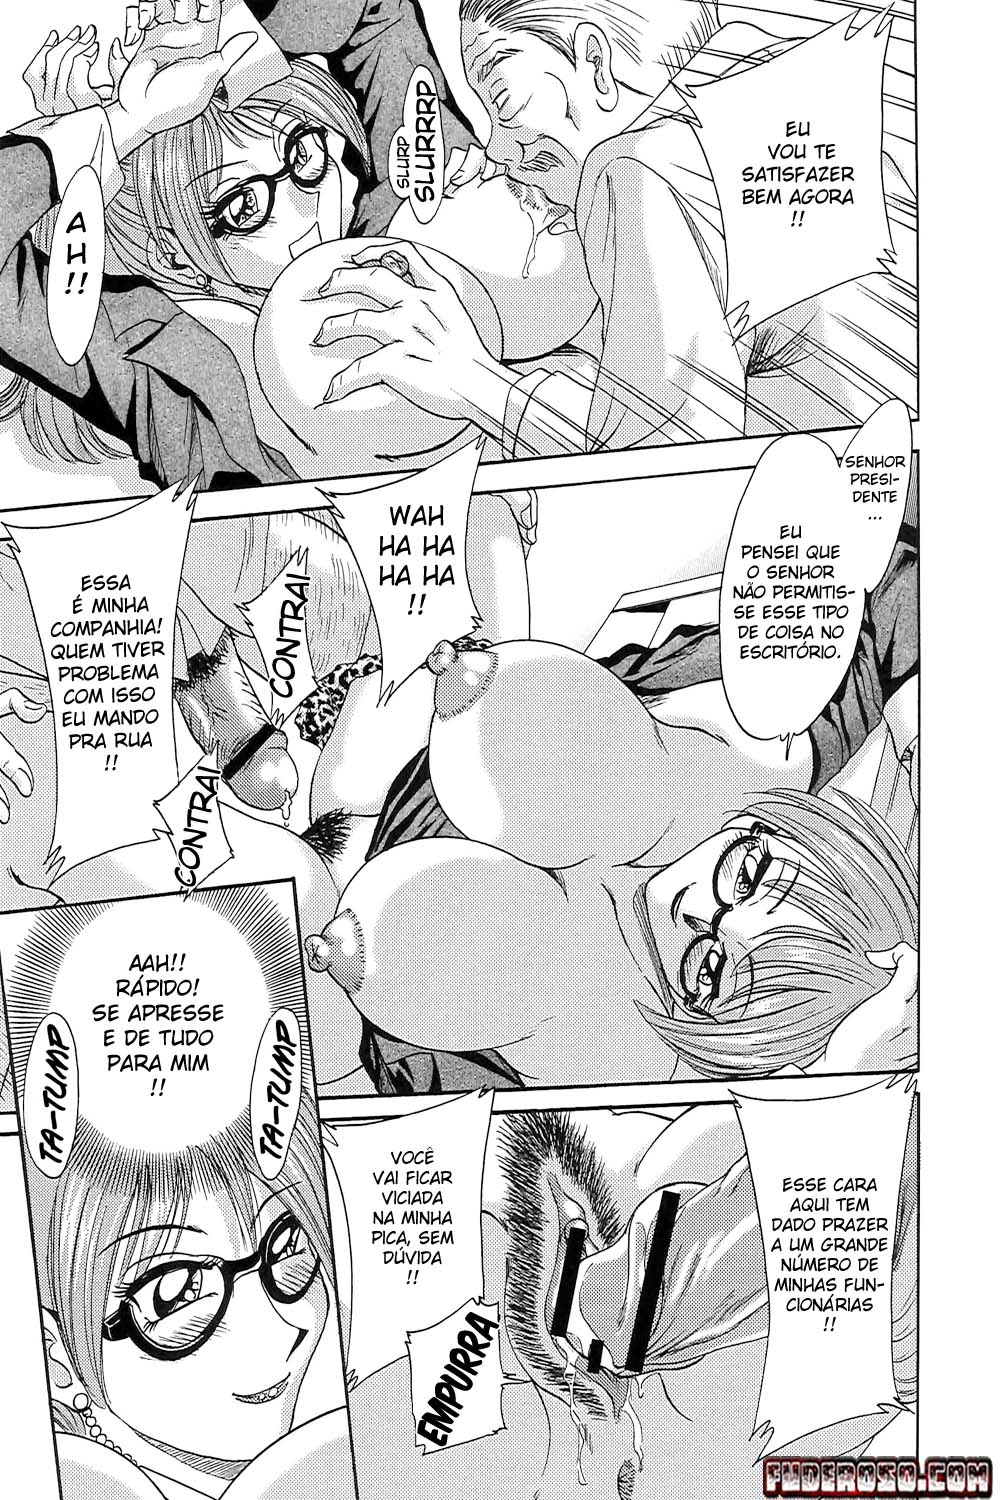 EU
VOU TE
SATISFAZER
BEM AGORA
!!
SLURRRP
SLURP
AH!!
SENHOR
PRESI-
DENTE
...
EU
PENSEI QUE
O SENHOR
NÃO PERMITIS-
SE ESSE TIPO
DE COISA NO
ESCRITÓRIO.
WAH
HA HA
HA HA
!!
CONTRAI
CONTRAI
ESSA
É MINHA
COMPANHIA!
QUEM TIVER
PROBLEMA
COM ISSO
EU MANDO
PRA RUA
!!
ESSE CARA
AQUI TEM
DADO PRAZER
A UM GRANDE
NÚMERO DE
MINHAS FUN-
CIONÁRIAS
!!
VOCÊ
VAI FICAR
VICIADA
NA MINHA
PICA, SEM
DÚVIDA
!!
EMPURRA
AAH!!
RÁPIDO!
SE APRESSE
E DE TUDO
PARA MIM
!!
TA-TUMP
TA-TUMP
FUDEROSO.COM